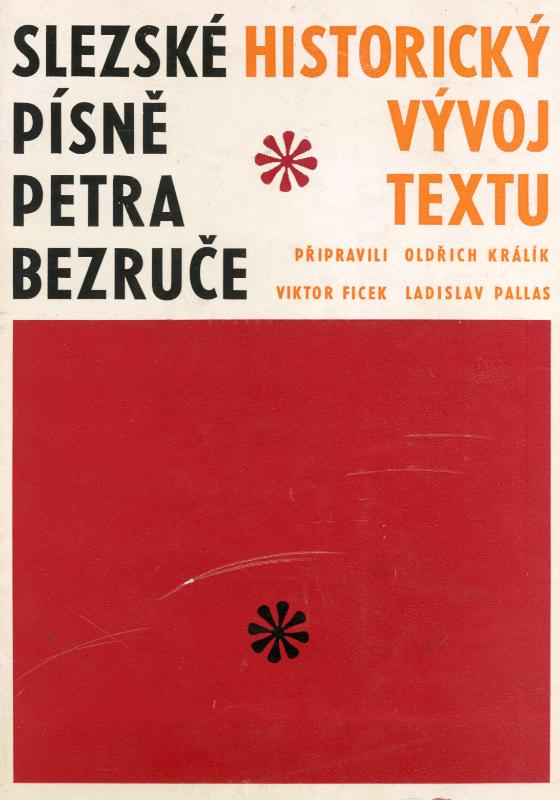 SLEZSKÉ HISTORICKÝ
PÍSNĚ VÝVOJ
PETRA TEXTU
BEZRUČE
PŘIPRAVILI OLDŘICH KRÁLÍK
VIKTOR FICEK LADISLAV PALLAS